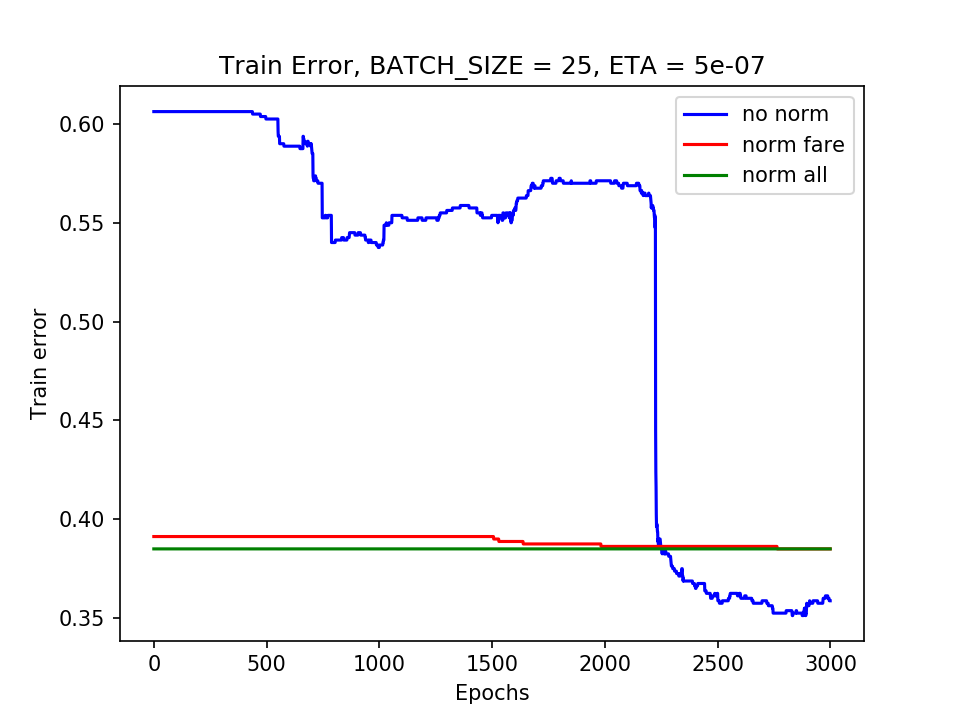 Train Error, BATCH_SIZE = 25, ETA = 5e-07
no norm
norm fare
norm all
Train error
0.60
0.55
0.50
0.45
0.40
0.35
0
500
1000
1500
2000
2500
3000
Epochs